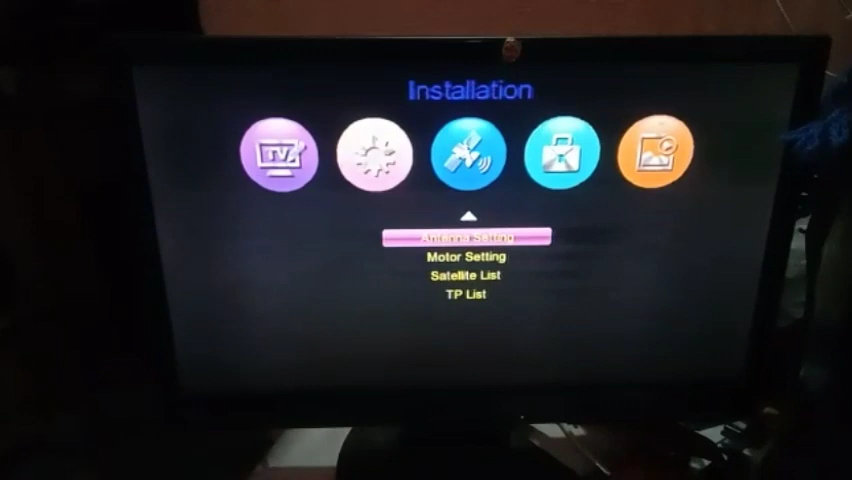 Installation
TV
Antenna Setting
Motor Setting
Satellite List
TP List